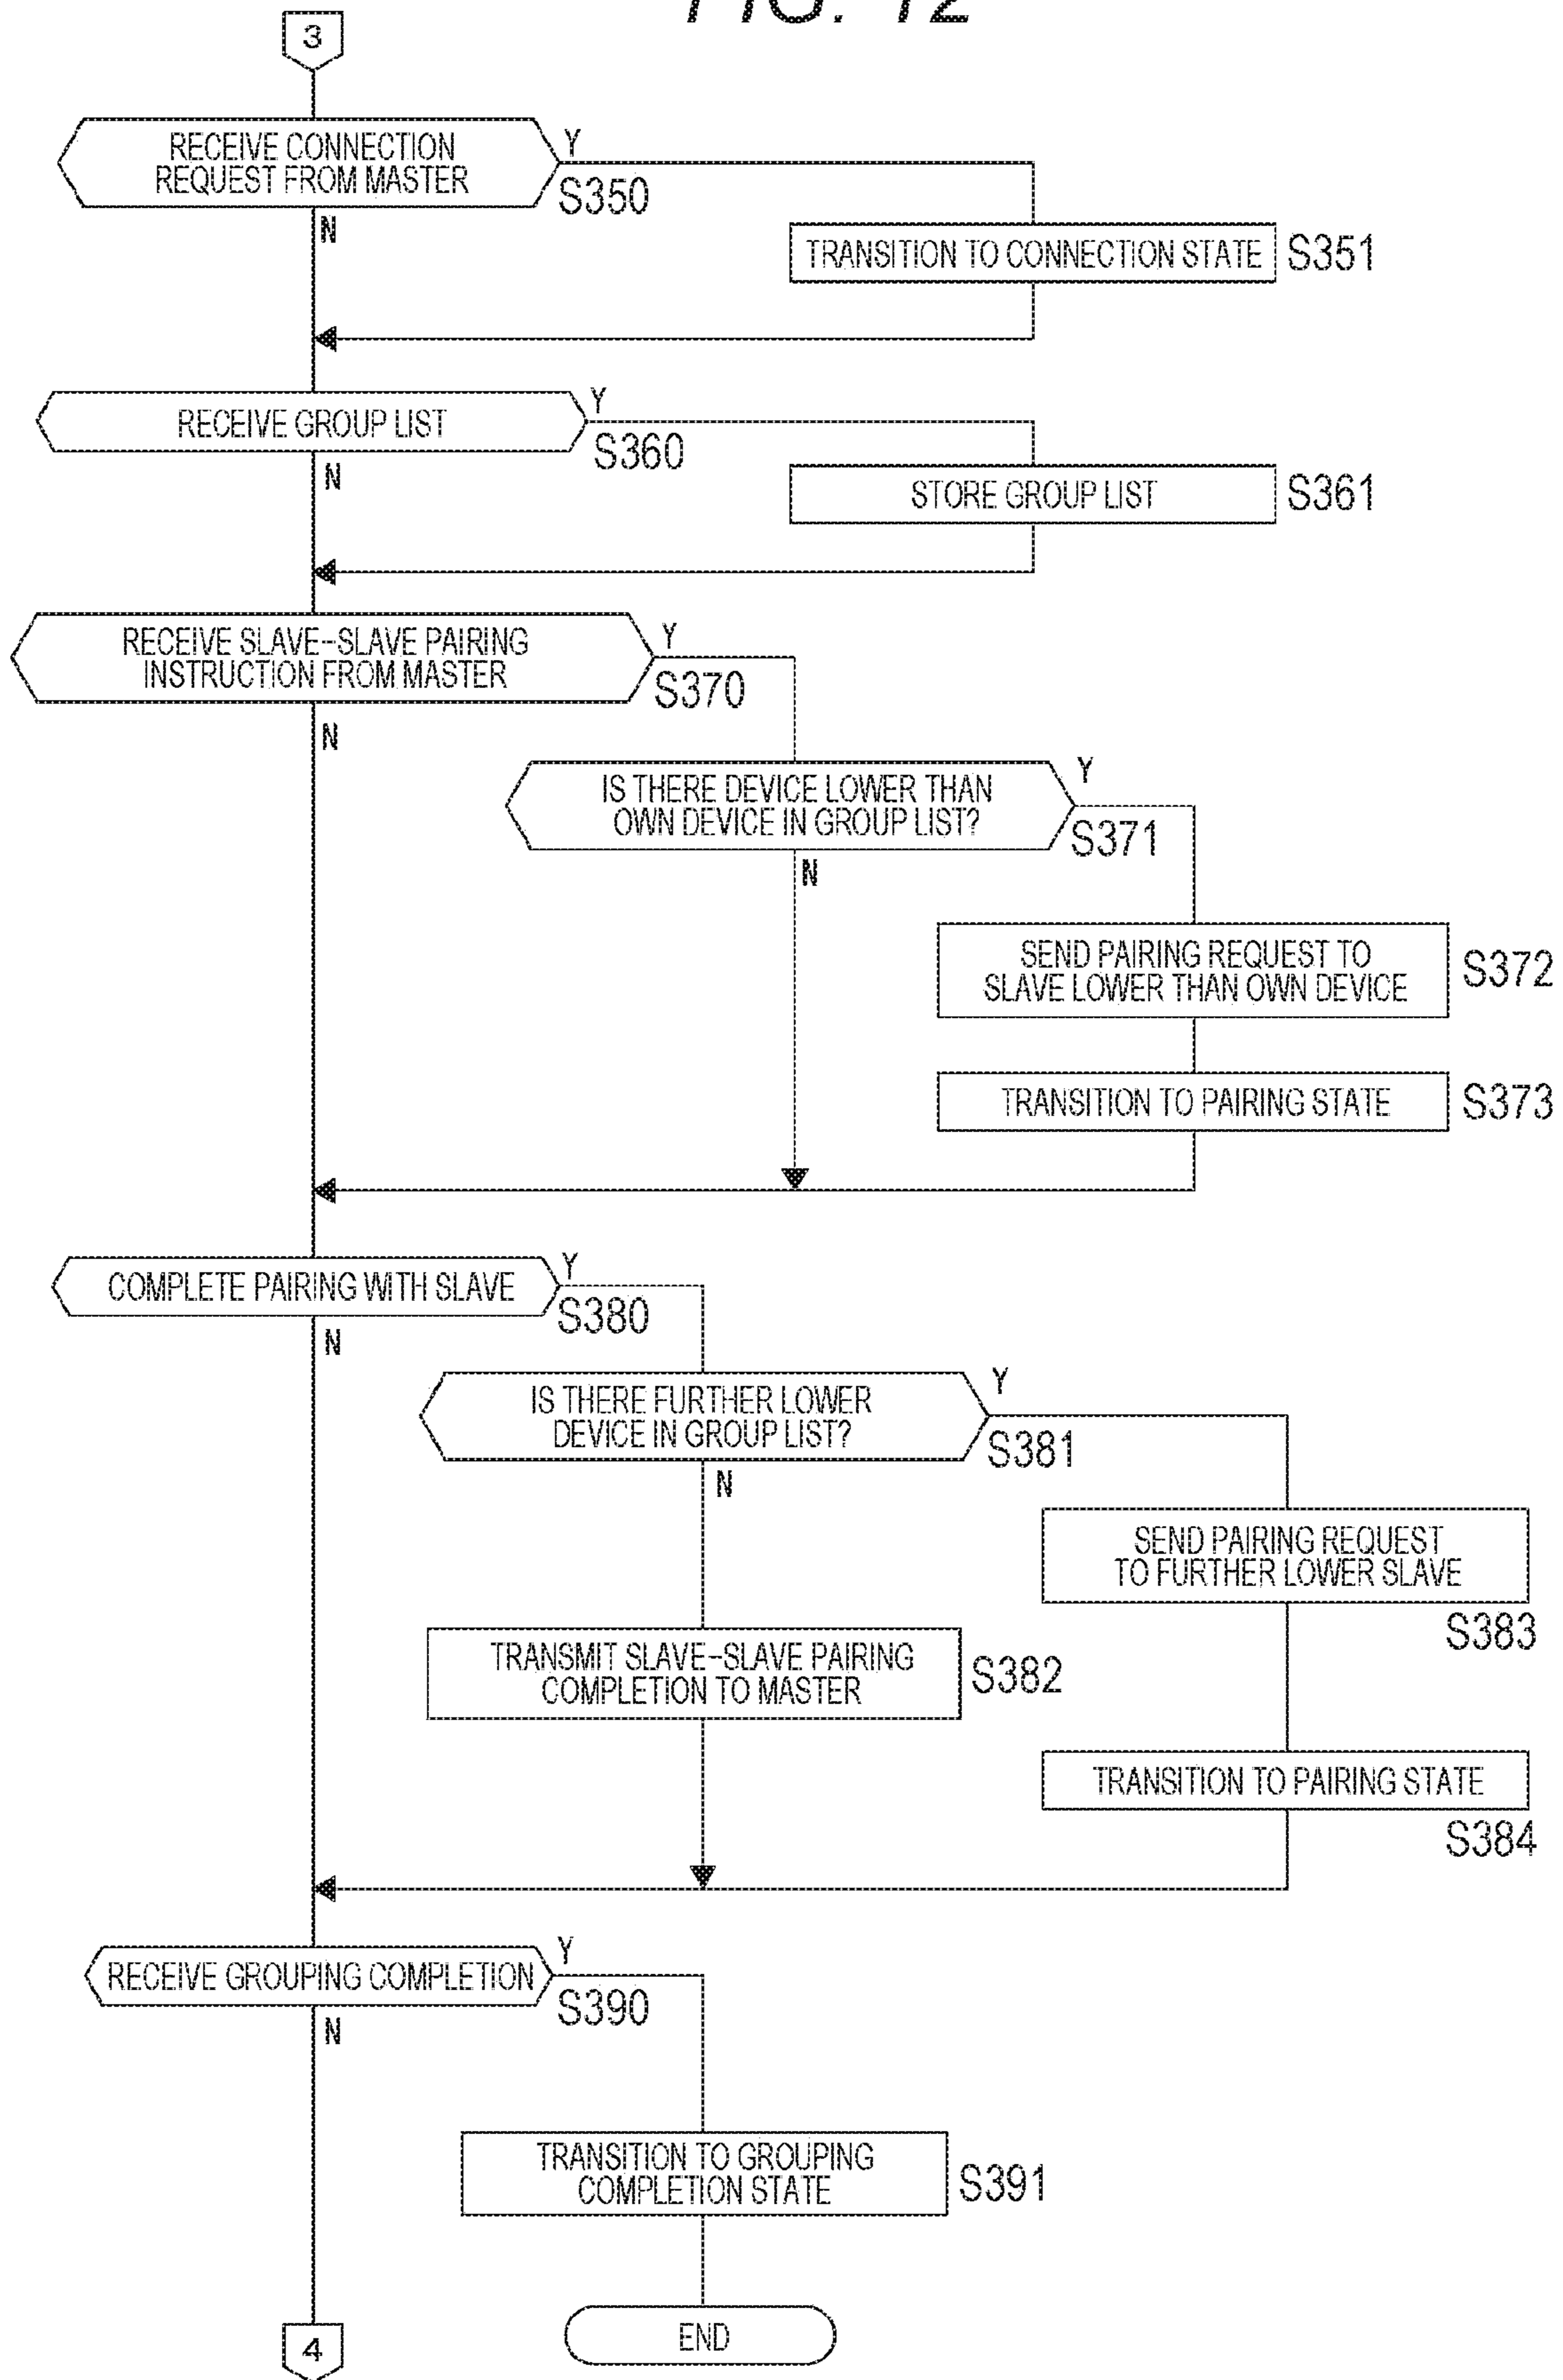 FIG. 12
3
RECEIVE CONNECTION
REQUEST FROM MASTER
Y
S350
N
TRANSITION TO CONNECTION STATE
S351
RECEIVE GROUP LIST
Y
S360
N
STORE GROUP LIST
S361
RECEIVE SLAVE-SLAVE PAIRING
INSTRUCTION FROM MASTER
Y
S370
N
IS THERE DEVICE LOWER THAN
OWN DEVICE IN GROUP LIST?
Y
S371
N
SEND PAIRING REQUEST TO
SLAVE LOWER THAN OWN DEVICE
S372
TRANSITION TO PAIRING STATE
S373
COMPLETE PAIRING WITH SLAVE
Y
S380
N
IS THERE FURTHER LOWER
DEVICE IN GROUP LIST?
Y
S381
N
SEND PAIRING REQUEST
TO FURTHER LOWER SLAVE
S383
TRANSMIT SLAVE-SLAVE PAIRING
COMPLETION TO MASTER
S382
TRANSITION TO PAIRING STATE
S384
RECEIVE GROUPING COMPLETION
Y
S390
N
TRANSITION TO GROUPING
COMPLETION STATE
S391
END
4